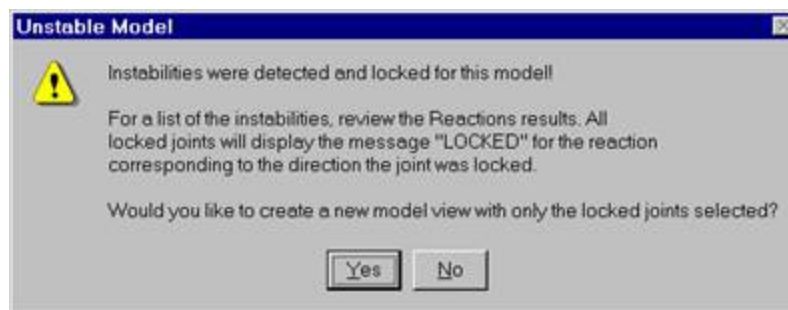 Unstable Model
Instabilities were detected and locked for this model!
For a list of the instabilities, review the Reactions results. All
locked joints will display the message "LOCKED" for the reaction
corresponding to the direction the joint was locked.
Would you like to create a new model view with only the locked joints selected?
Yes No